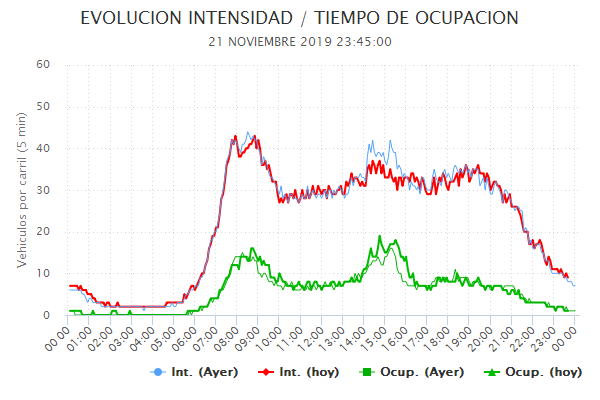 EVOLUCION INTENSIDAD / TIEMPO DE OCUPACION
21 NOVIEMBRE 2019 23:45:00
Vehiculos por carril (5 min)
60
50
40
30
20
10
0
00:00 01:00 02:00 03:00 04:00 05:00 06:00 07:00 08:00 09:00 10:00 11:00 12:00 13:00 14:00 15:00 16:00 17:00 18:00 19:00 20:00 21:00 22:00 23:00 00:00
Int. (Ayer) Int. (hoy) Ocup. (Ayer) Ocup. (hoy)